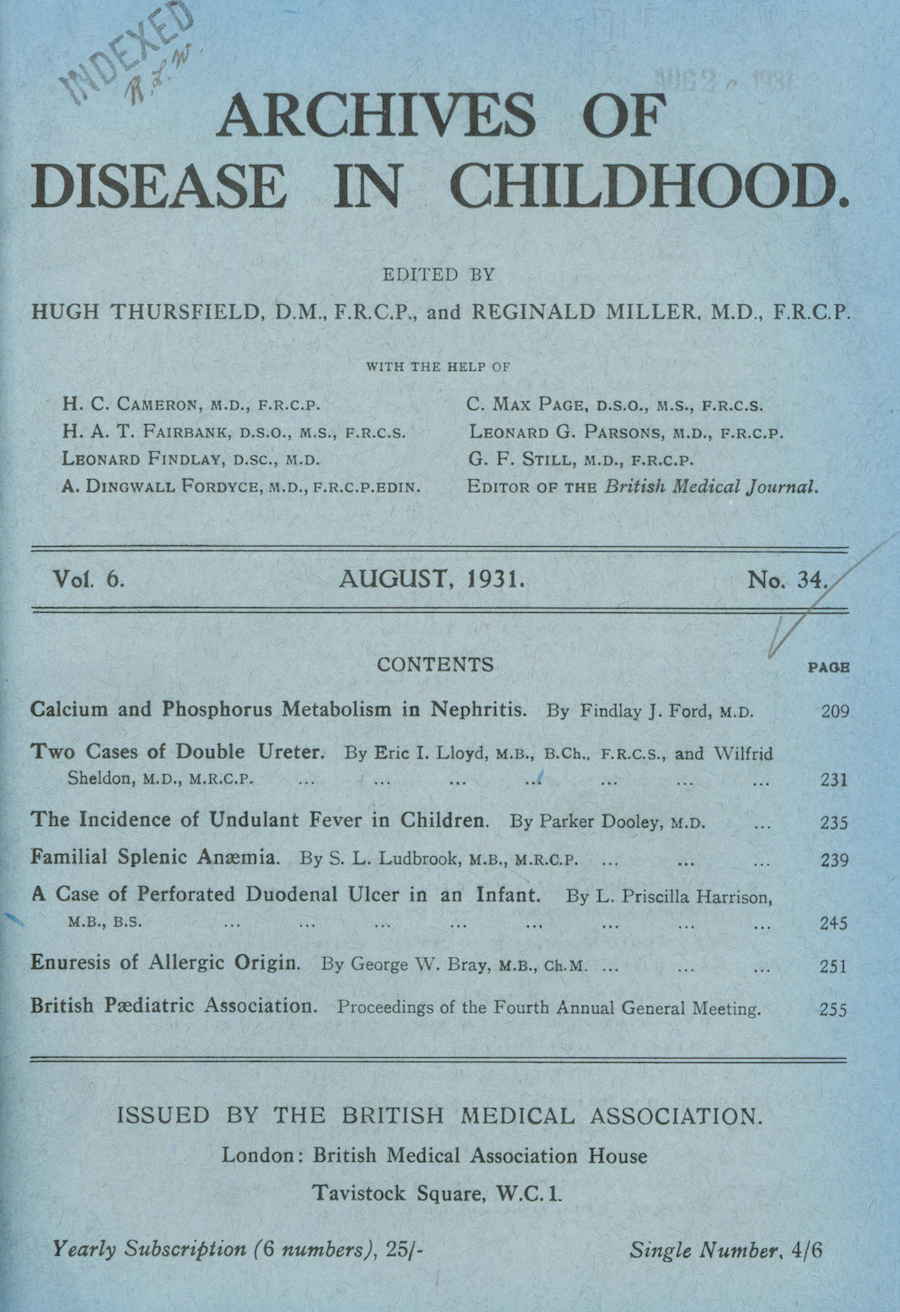 INDEXED
R.L.W.
AUG 2 1931
ARCHIVES OF
DISEASE IN CHILDHOOD.
EDITED BY
HUGH THURSFIELD, D.M., F.R.C.P., and REGINALD MILLER, M.D., F.R.C.P.
WITH THE HELP OF
H. C. CAMERON, M.D., F.R.C.P.
C. MAX PAGE, D.S.O., M.S., F.R.C.S.
H. A. T. FAIRBANK, D.S.O., M.S., F.R.C.S.
LEONARD G. PARSONS, M.D., F.R.C.P.
LEONARD FINDLAY, D.SC., M.D.
G. F. STILL, M.D., F.R.C.P.
A. DINGWALL FORDYCE, M.D., F.R.C.P.EDIN.
EDITOR OF THE British Medical Journal.
Vol. 6. AUGUST, 1931. No. 34.
CONTENTS PAGE
Calcium and Phosphorus Metabolism in Nephritis. By Findlay J. Ford, M.D. 209
Two Cases of Double Ureter. By Eric I. Lloyd, M.B., B.Ch., F.R.C.S., and Wilfrid
Sheldon, M.D., M.R.C.P. ... ... ... ... ... ... ... 231
The Incidence of Undulant Fever in Children. By Parker Dooley, M.D. ... 235
Familial Splenic Anæmia. By S. L. Ludbrook, M.B., M.R.C.P. ... ... ... 239
A Case of Perforated Duodenal Ulcer in an Infant. By L. Priscilla Harrison,
M.B., B.S. ... ... ... ... ... ... ... ... 245
Enuresis of Allergic Origin. By George W. Bray, M.B., Ch.M. ... ... ... 251
British Pædiatric Association. Proceedings of the Fourth Annual General Meeting. 255
ISSUED BY THE BRITISH MEDICAL ASSOCIATION.
London: British Medical Association House
Tavistock Square, W.C.1.
Yearly Subscription (6 numbers), 25/- Single Number, 4/6